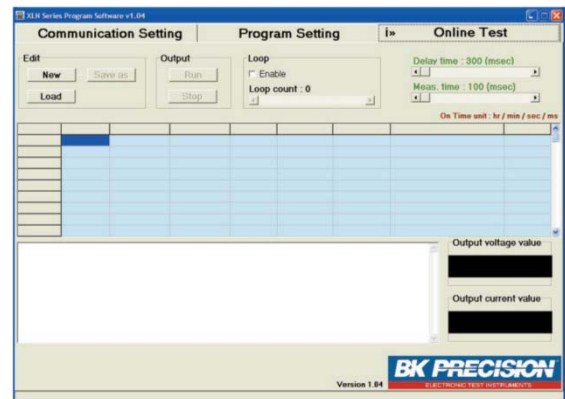 XLN Series Program Software v1.04
Communication Setting
Program Setting
i»
Online Test
Edit
New
Save as
Load
Output
Run
Stop
Loop
Enable
Loop count : 0
Delay time : 300 (msec)
Meas. time : 100 (msec)
On Time unit : hr / min / sec / ms
Output voltage value
Output current value
Version 1.04
BK PRECISION
ELECTRONIC TEST INSTRUMENTS